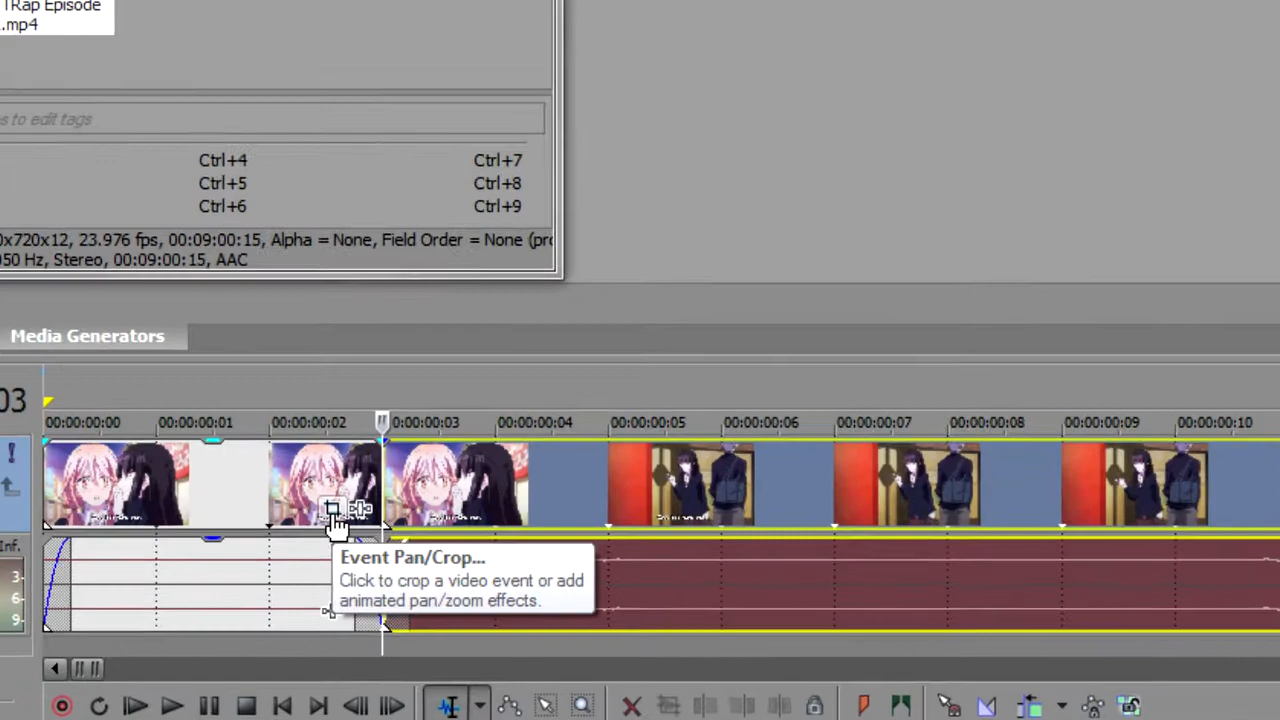 TRap Episode
.mp4
s to edit tags
Ctrl+4
Ctrl+7
Ctrl+5
Ctrl+8
Ctrl+6
Ctrl+9
0x720x12, 23.976 fps, 00:09:00:15, Alpha = None, Field Order = None (pro
050 Hz, Stereo, 00:09:00:15, AAC
Media Generators
03
00:00:00:00
00:00:00:01
00:00:00:02
0:00:00:03
00:00:00:04
00:00:00:05
00:00:00:06
00:00:00:07
00:00:00:08
00:00:00:09
00:00:00:10
Inf.
3
6
9
Event Pan/Crop...
Click to crop a video event or add
animated pan/zoom effects.